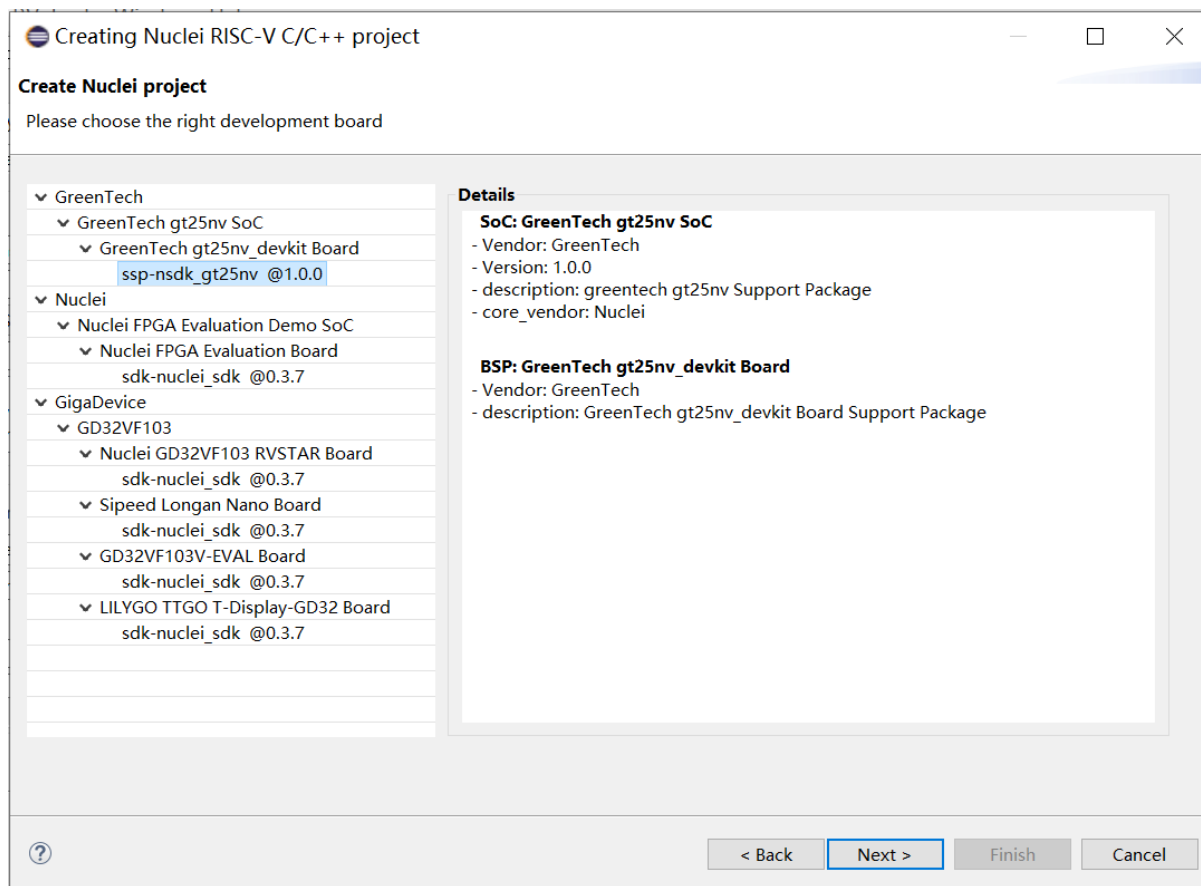 Creating Nuclei RISC-V C/C++ project
Create Nuclei project
Please choose the right development board
GreenTech
GreenTech gt25nv SoC
GreenTech gt25nv_devkit Board
ssp-nsdk_gt25nv @1.0.0
Nuclei
Nuclei FPGA Evaluation Demo SoC
Nuclei FPGA Evaluation Board
sdk-nuclei_sdk @0.3.7
GigaDevice
GD32VF103
Nuclei GD32VF103 RVSTAR Board
sdk-nuclei_sdk @0.3.7
Sipeed Longan Nano Board
sdk-nuclei_sdk @0.3.7
GD32VF103V-EVAL Board
sdk-nuclei_sdk @0.3.7
LILYGO TTGO T-Display-GD32 Board
sdk-nuclei_sdk @0.3.7
Details
SoC: GreenTech gt25nv SoC
- Vendor: GreenTech
- Version: 1.0.0
- description: greentech gt25nv Support Package
- core_vendor: Nuclei
BSP: GreenTech gt25nv_devkit Board
- Vendor: GreenTech
- description: GreenTech gt25nv_devkit Board Support Package
?
< Back
Next >
Finish
Cancel